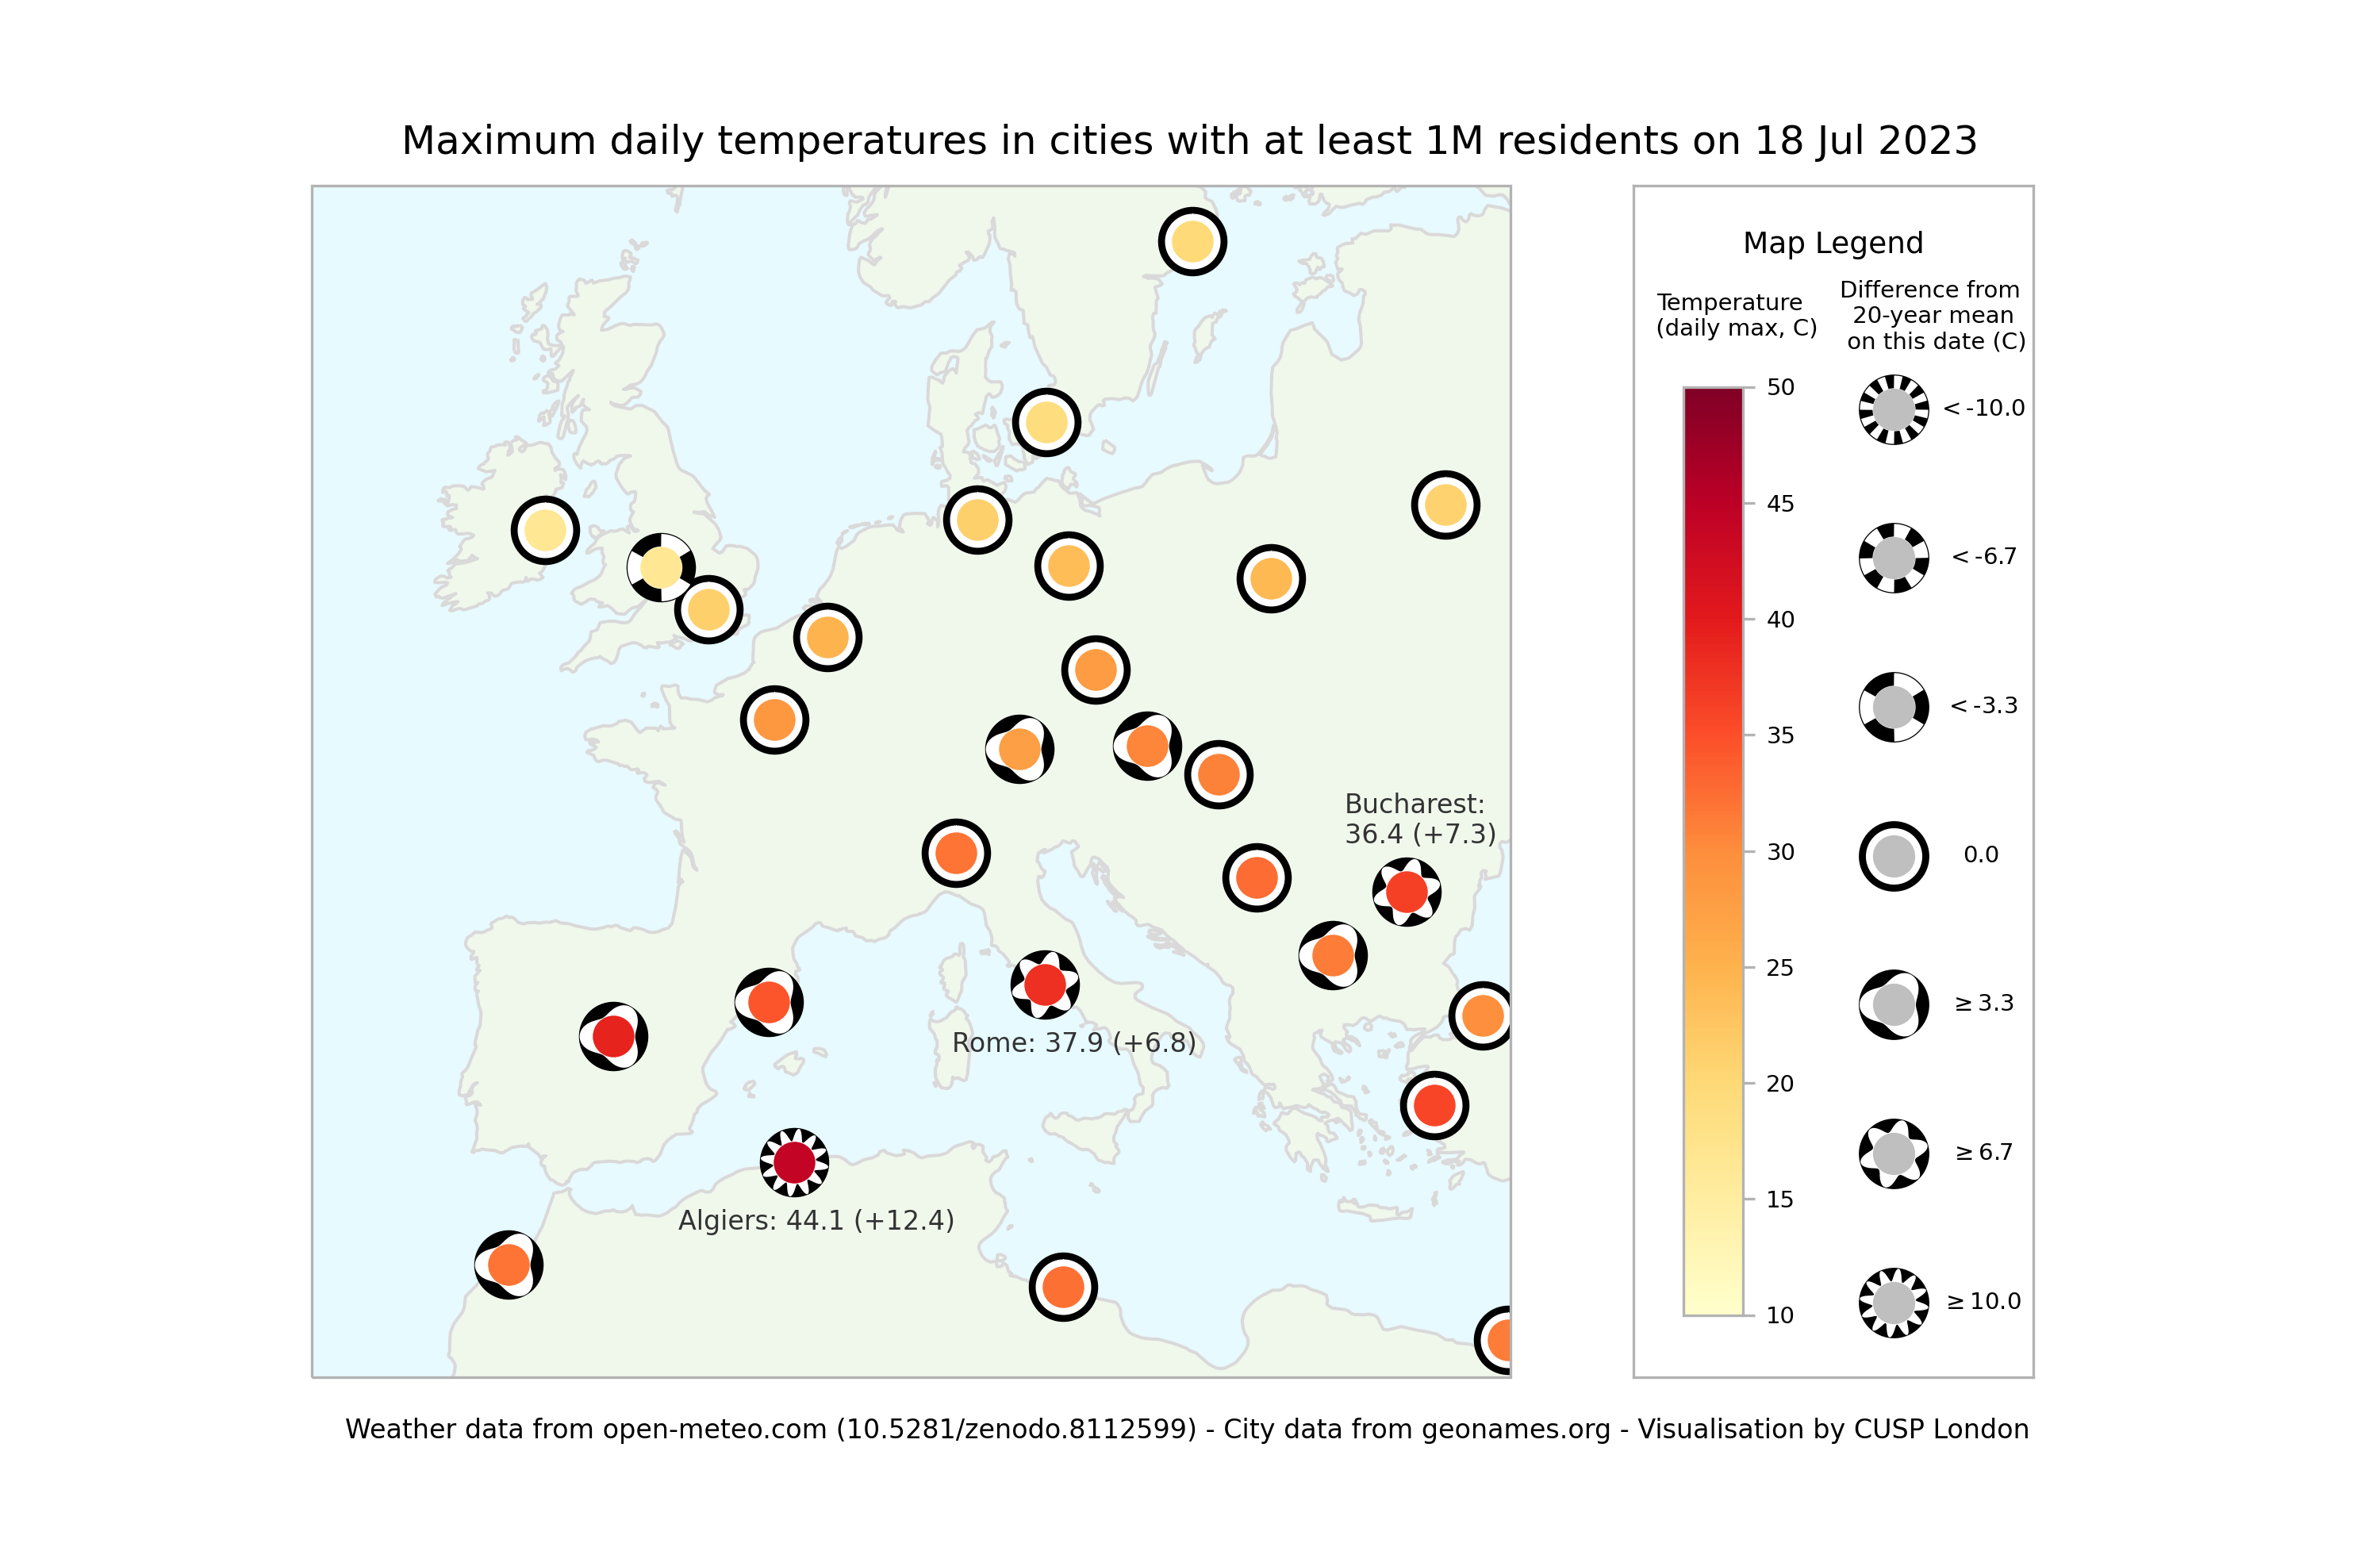 Maximum daily temperatures in cities with at least 1M residents on 18 Jul 2023
Bucharest:
36.4 (+7.3)
Rome: 37.9 (+6.8)
Algiers: 44.1 (+12.4)
Map Legend
Temperature
(daily max, C)
50
45
40
35
30
25
20
15
10
Difference from
20-year mean
on this date (C)
< -10.0
< -6.7
< -3.3
0.0
≥ 3.3
≥ 6.7
≥ 10.0
Weather data from open-meteo.com (10.5281/zenodo.8112599) - City data from geonames.org - Visualisation by CUSP London